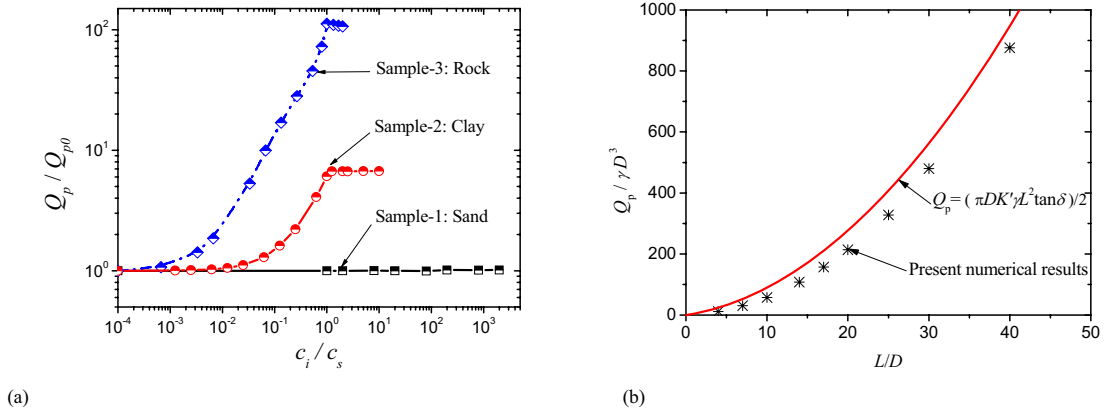 10²
10¹
10⁰
Q_p / Q_p0
Sample-3: Rock
Sample-2: Clay
Sample-1: Sand
10⁻⁴ 10⁻³ 10⁻² 10⁻¹ 10⁰ 10¹ 10² 10³
c_i / c_s
(a)
1000
800
600
400
200
0
Q_p / γ D³
Q_p = ( πDK′γL²tanδ)/2
Present numerical results
0 10 20 30 40 50
L/D
(b)